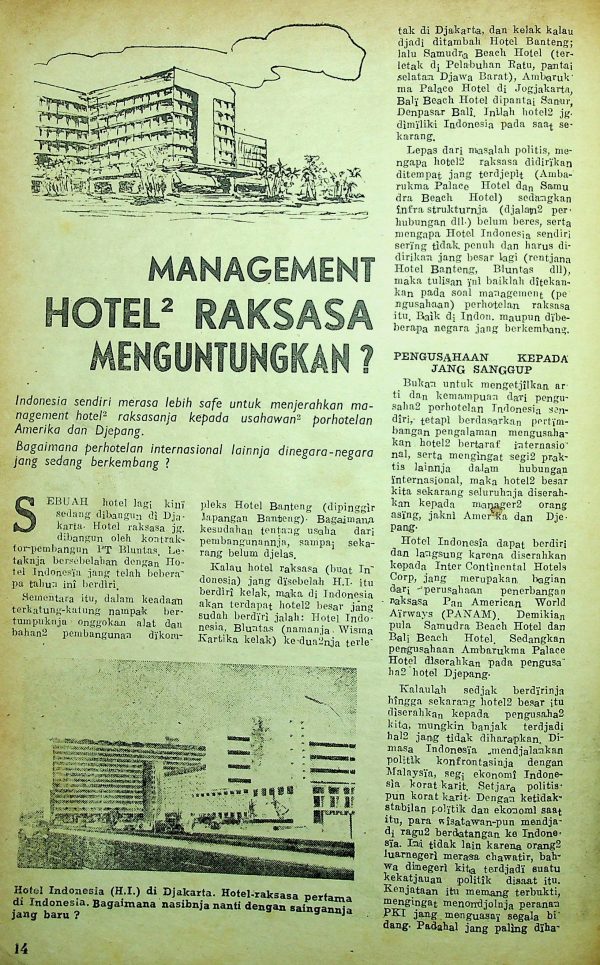 MANAGEMENT
HOTEL² RAKSASA
MENGUNTUNGKAN ?
Indonesia sendiri merasa lebih safe untuk menjerahkan ma-
nagement hotel² raksasanja kepada usahawan² porhotelan
Amerika dan Djepang.
Bagaimana perhotelan internasional lainnja dinegara-negara
jang sedang berkembang ?
SEBUAH hotel lagi kini
sedang dibangun di Dja-
karta. Hotel raksasa jg.
dibangun oleh kontrak-
tor-pembangun PT Bluntas. Le-
taknja bersebelahan dengan Ho-
tel Indonesia jang telah bebera-
pa tahun ini berdiri.
Sementara itu, dalam keadaan
terkatung-katung nampak ber-
tumpuknja onggokan alat dan
bahan2 pembangunan dikom-
pleks Hotel Banteng (dipinggir
lapangan Banteng). Bagaimana
kesudahan tentang usaha dari
pembangunannja, sampai seka-
rang belum djelas.
Kalau hotel raksasa (buat In-
donesia) jang disebelah H.I. itu
berdiri kelak, maka di Indonesia
akan terdapat hotel2 besar jang
sudah berdiri jalah: Hotel Indo-
nesia, Bluntas (namanja Wisma
Kartika kelak) ke-dua2nja terle-
Hotel Indonesia (H.I.) di Djakarta. Hotel-raksasa pertama
di Indonesia. Bagaimana nasibnja nanti dengan saingannja
jang baru ?
14
tak di Djakarta, dan kelak kalau
djadi ditambah Hotel Banteng;
lalu Samudra Beach Hotel (ter-
letak di Pelabuhan Ratu, pantai
selatan Djawa Barat), Ambaruk-
ma Palace Hotel di Jogjakarta,
Bali Beach Hotel dipantai Sanur,
Denpasar Bali. Inilah hotel2 jg.
dimiliki Indonesia pada saat se-
karang.
Lepas dari masalah politis, me-
ngapa hotel2 raksasa didirikan
ditempat jang terdjepit (Amba-
rukma Palace Hotel dan Samu
dra Beach Hotel) sedangkan
infra strukturnja (djalan2 per-
hubungan dll.) belum beres, serta
mengapa Hotel Indonesia sendiri
sering tidak penuh dan harus di-
dirikan jang besar lagi (rentjana
Hotel Banteng, Bluntas dll),
maka tulisan ini baiklah ditekan-
kan pada soal management (pe
ngusahaan) perhotelan raksasa
itu. Baik di Indon. maupun dibe-
berapa negara jang berkembang.
PENGUSAHAAN KEPADA
JANG SANGGUP
Bukan untuk mengetjilkan ar
ti dan kemampuan dari pengu-
saha2 porhotelan Indonesia sen-
diri, tetapi berdasarkan pertim-
bangan pengalaman mengusaha-
kan hotel2 bertaraf internasio-
nal, serta mengingat segi2 prak-
tis lainnja dalam hubungan
internasional, maka hotel2 besar
kita sekarang seluruhnja diserah-
kan kepada manager2 orang
asing, jakni Amerika dan Dje-
pang.
Hotel Indonesia dapat berdiri
dan langsung karena diserahkan
kepada Inter Continental Hotels
Corp, jang merupakan bagian
dari perusahaan penerbangan
raksasa Pan American World
Airways (PANAM). Demikian
pula Samudra Beach Hotel dan
Bali Beach Hotel. Sedangkan
pengusahaan Ambarukma Palace
Hotel diserahkan pada pengusa-
ha2 hotel Djepang.
Kalaulah sedjak berdirinja
hingga sekarang hotel2 besar itu
diserahkan kepada pengusaha2
kita, mungkin banjak terdjadi
hal2 jang tidak diharapkan. Di-
masa Indonesia mendjalankan
politik konfrontasinja dengan
Malaysia, segi ekonomi Indone-
sia korat karit. Setjara politis-
pun korat karit. Dengan ketidak-
stabilan politik dan ekonomi saat
itu, para wisatawan-pun mendja-
di ragu2 berdatangan ke Indone-
sia. Ini tidak lain karena orang2
luarnegeri merasa chawatir, bah-
wa dinegeri kita terdjadi suatu
kekatjauan politik disaat itu.
Kenjataan itu memang terbukti,
mengingat menondjolnja peranan
PKI jang menguasai segala bi-
dang. Padahal jang paling diha-